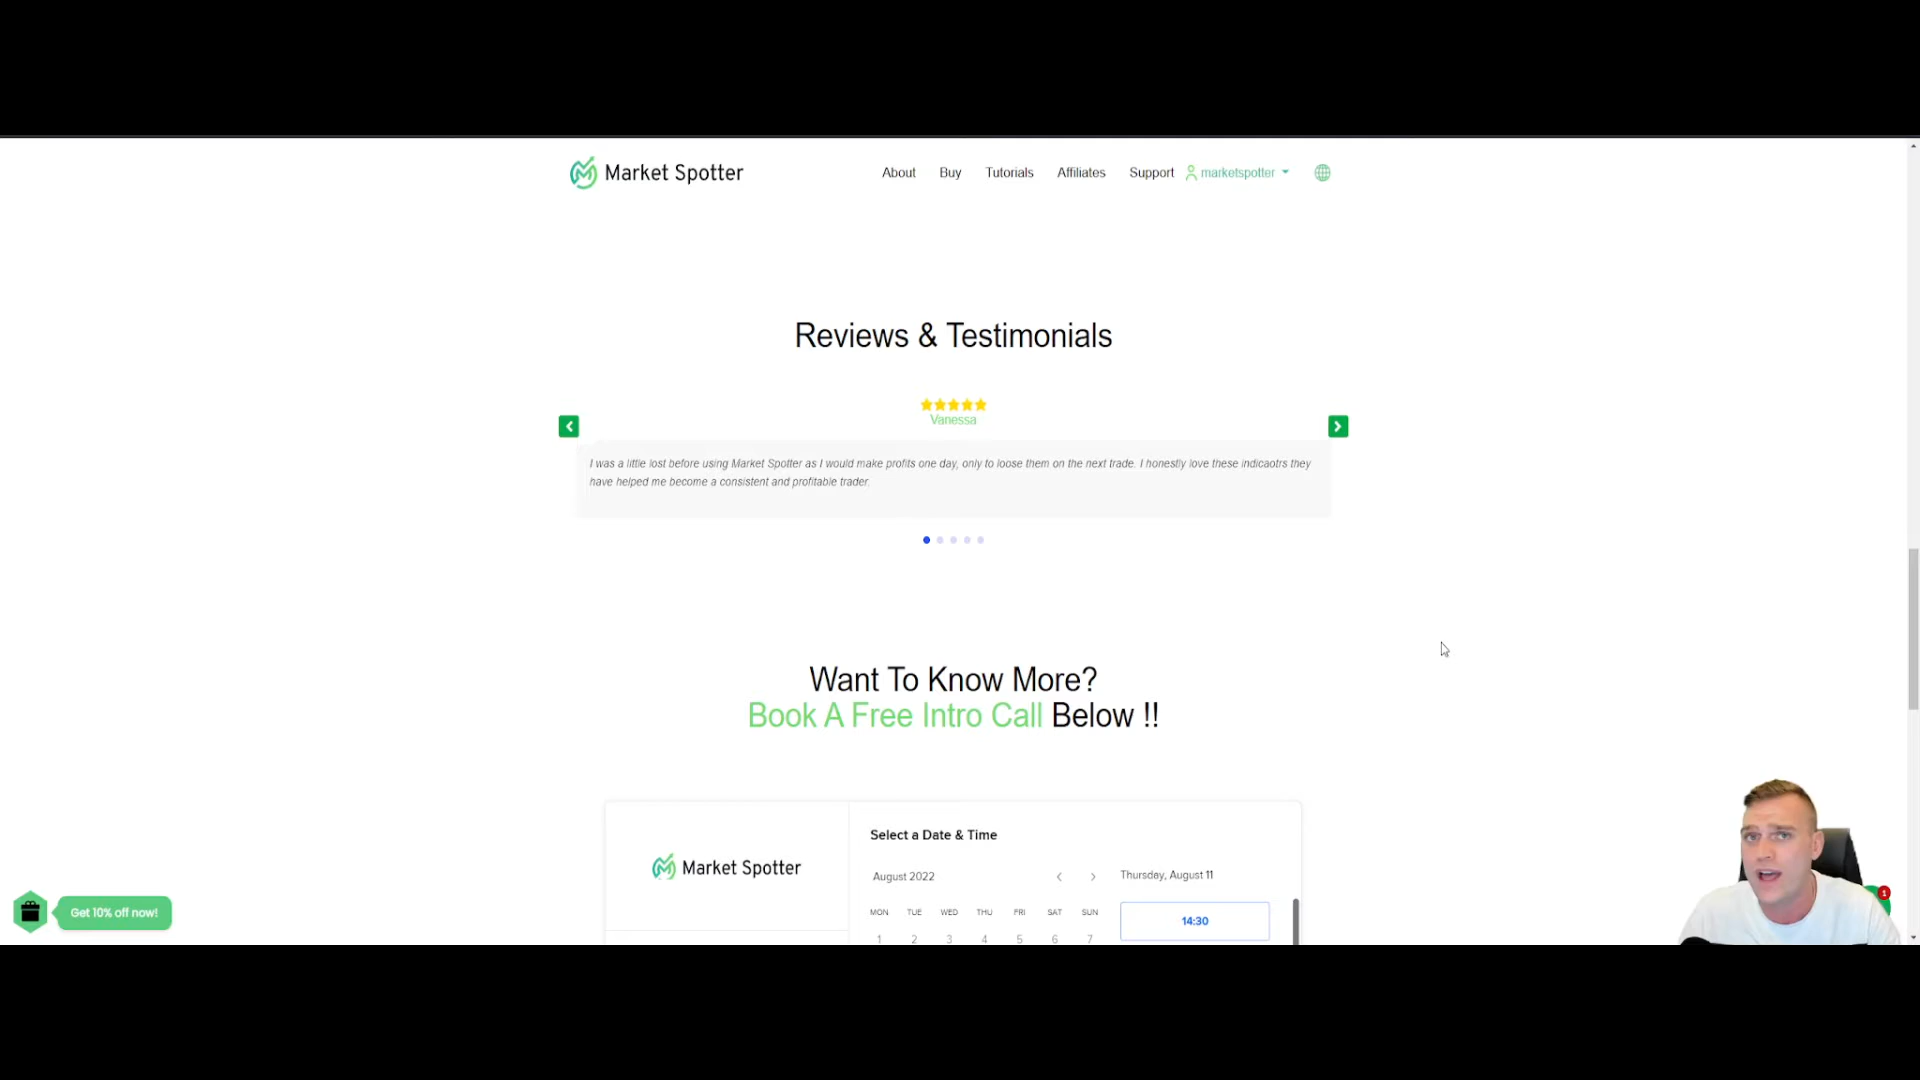 Market Spotter
About Buy Tutorials Affiliates Support marketspotter
Reviews & Testimonials
Vanessa
I was a little lost before using Market Spotter as I would make profits one day, only to loose them on the next trade. I honestly love these indicaotrs they
have helped me become a consistent and profitable trader.
Want To Know More?
Book A Free Intro Call Below !!
Select a Date & Time
Market Spotter
August 2022
Thursday, August 11
MON TUE WED THU FRI SAT SUN
14:30
1 2 3 4 5 6 7
Get 10% off now!
1